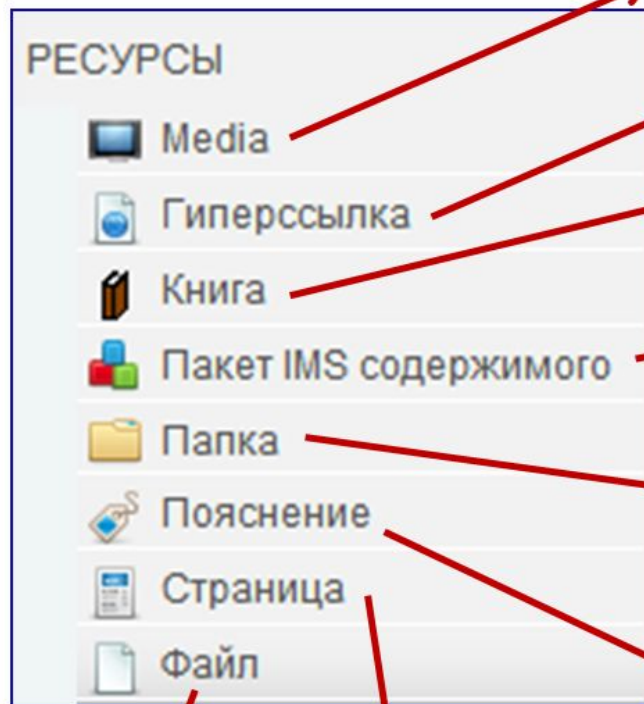 РЕСУРСЫ
Media
Гиперссылка
Книга
Пакет IMS содержимого
Папка
Пояснение
Страница
Файл